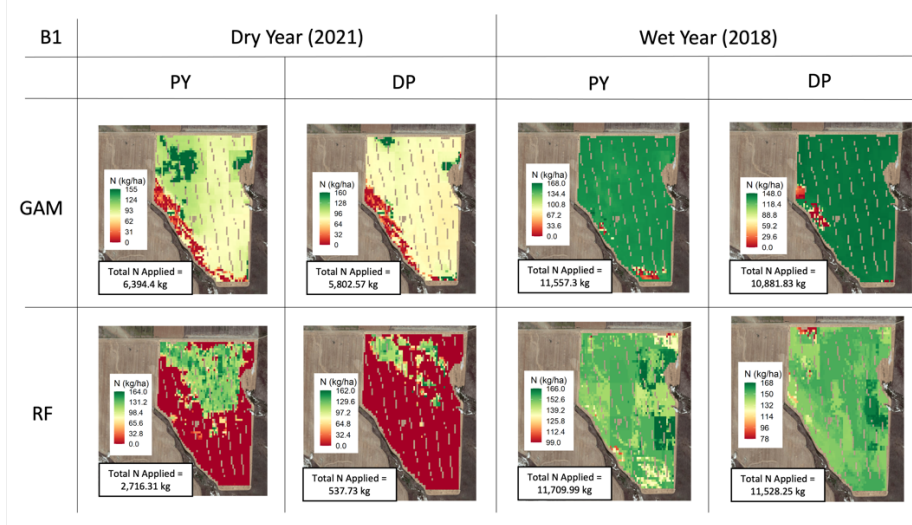 B1
Dry Year (2021)
Wet Year (2018)
PY
DP
PY
DP
GAM
N (kg/ha)
155
124
93
62
31
0
Total N Applied =
6,394.4 kg
N (kg/ha)
160
128
96
64
32
0
Total N Applied =
5,802.57 kg
N (kg/ha)
168.0
134.4
100.8
67.2
33.6
0.0
Total N Applied =
11,557.3 kg
N (kg/ha)
148.0
118.4
88.8
59.2
29.6
0.0
Total N Applied =
10,881.83 kg
RF
N (kg/ha)
164.0
131.2
98.4
65.6
32.8
0.0
Total N Applied =
2,716.31 kg
N (kg/ha)
162.0
129.6
97.2
64.8
32.4
0.0
Total N Applied =
537.73 kg
N (kg/ha)
166.0
152.6
139.2
125.8
112.4
99.0
Total N Applied =
11,709.99 kg
N (kg/ha)
168
150
132
114
96
78
Total N Applied =
11,528.25 kg